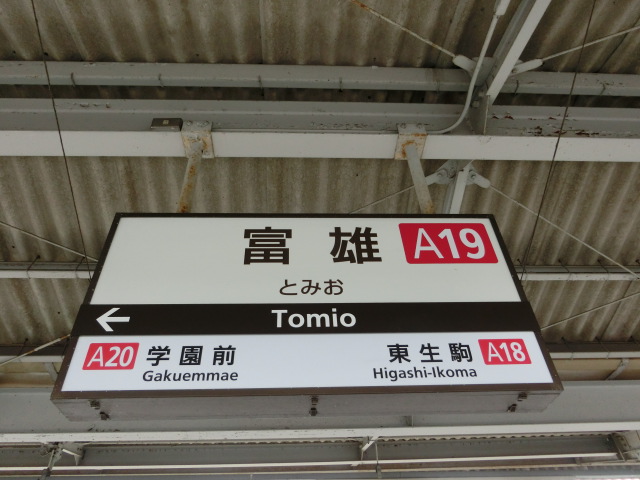 富雄 A19
とみお
← Tomio
A20 学園前 東生駒 A18
Gakuemmae Higashi-Ikoma